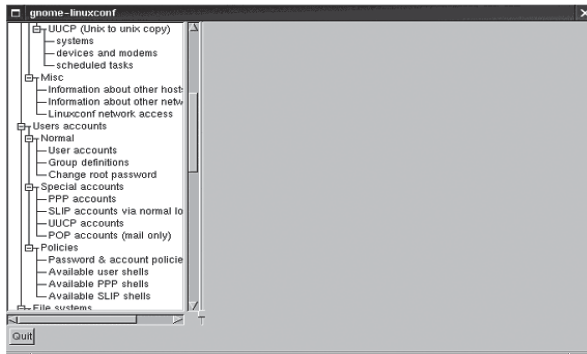 gnome-linuxconf
UUCP (Unix to unix copy)
systems
devices and modems
scheduled tasks
Misc
Information about other hosts
Information about other netw
Linuxconf network access
Users accounts
Normal
User accounts
Group definitions
Change root password
Special accounts
PPP accounts
SLIP accounts via normal lo
UUCP accounts
POP accounts (mail only)
Policies
Password & account policie
Available user shells
Available PPP shells
Available SLIP shells
File systems
Quit